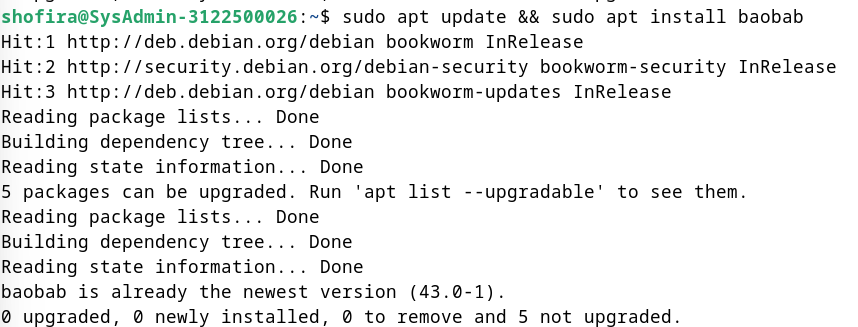 shofira@SysAdmin-3122500026:~$ sudo apt update && sudo apt install baobab
Hit:1 http://deb.debian.org/debian bookworm InRelease
Hit:2 http://security.debian.org/debian-security bookworm-security InRelease
Hit:3 http://deb.debian.org/debian bookworm-updates InRelease
Reading package lists... Done
Building dependency tree... Done
Reading state information... Done
5 packages can be upgraded. Run 'apt list --upgradable' to see them.
Reading package lists... Done
Building dependency tree... Done
Reading state information... Done
baobab is already the newest version (43.0-1).
0 upgraded, 0 newly installed, 0 to remove and 5 not upgraded.